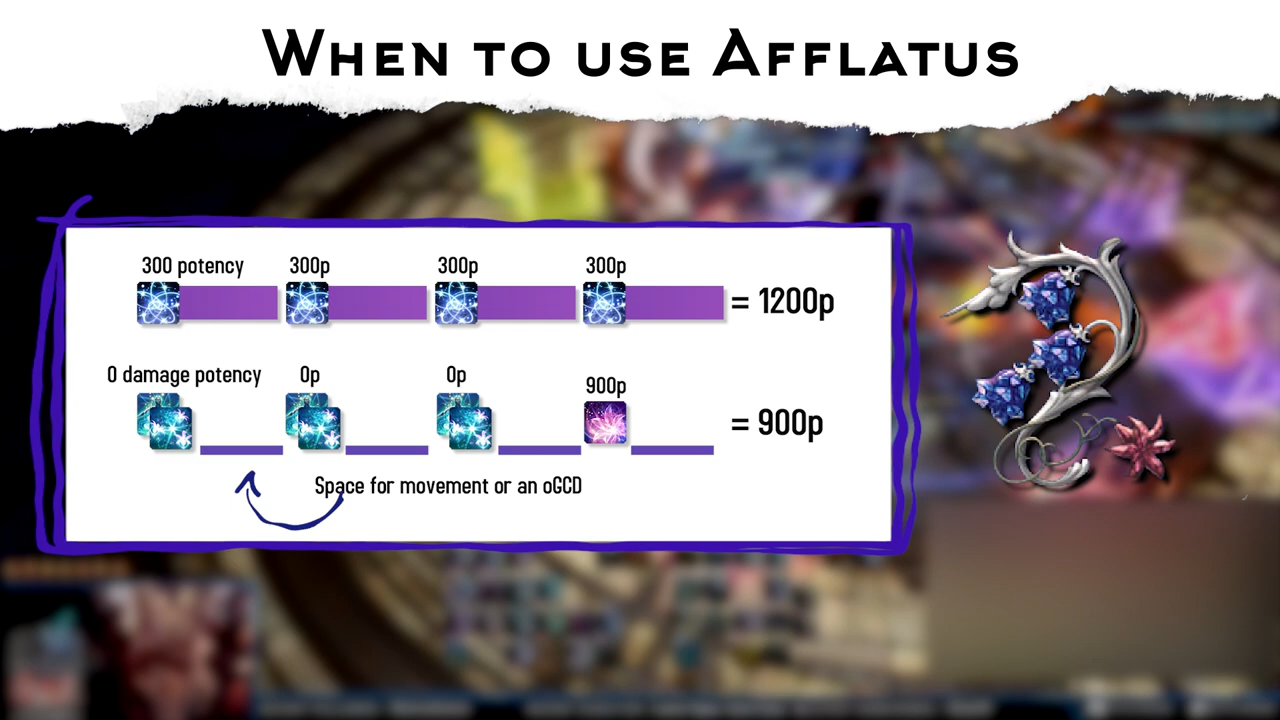 WHEN TO USE AFFLATUS
300 potency 300p 300p 300p
= 1200p
0 damage potency 0p 0p 900p
= 900p
Space for movement or an oGCD